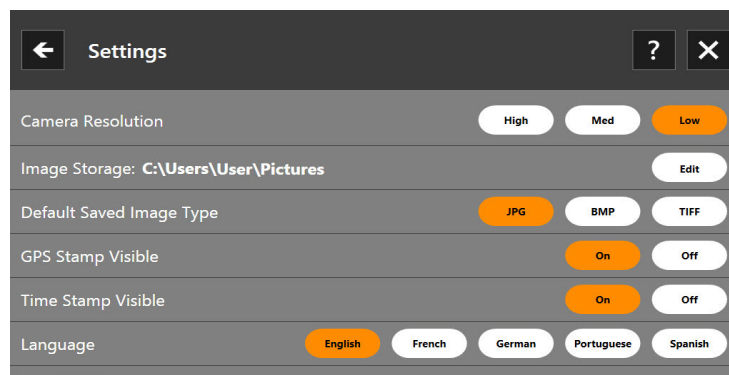 Settings ?
Camera Resolution High Med Low
Image Storage: C:\Users\User\Pictures Edit
Default Saved Image Type JPG BMP TIFF
GPS Stamp Visible On Off
Time Stamp Visible On Off
Language English French German Portuguese Spanish